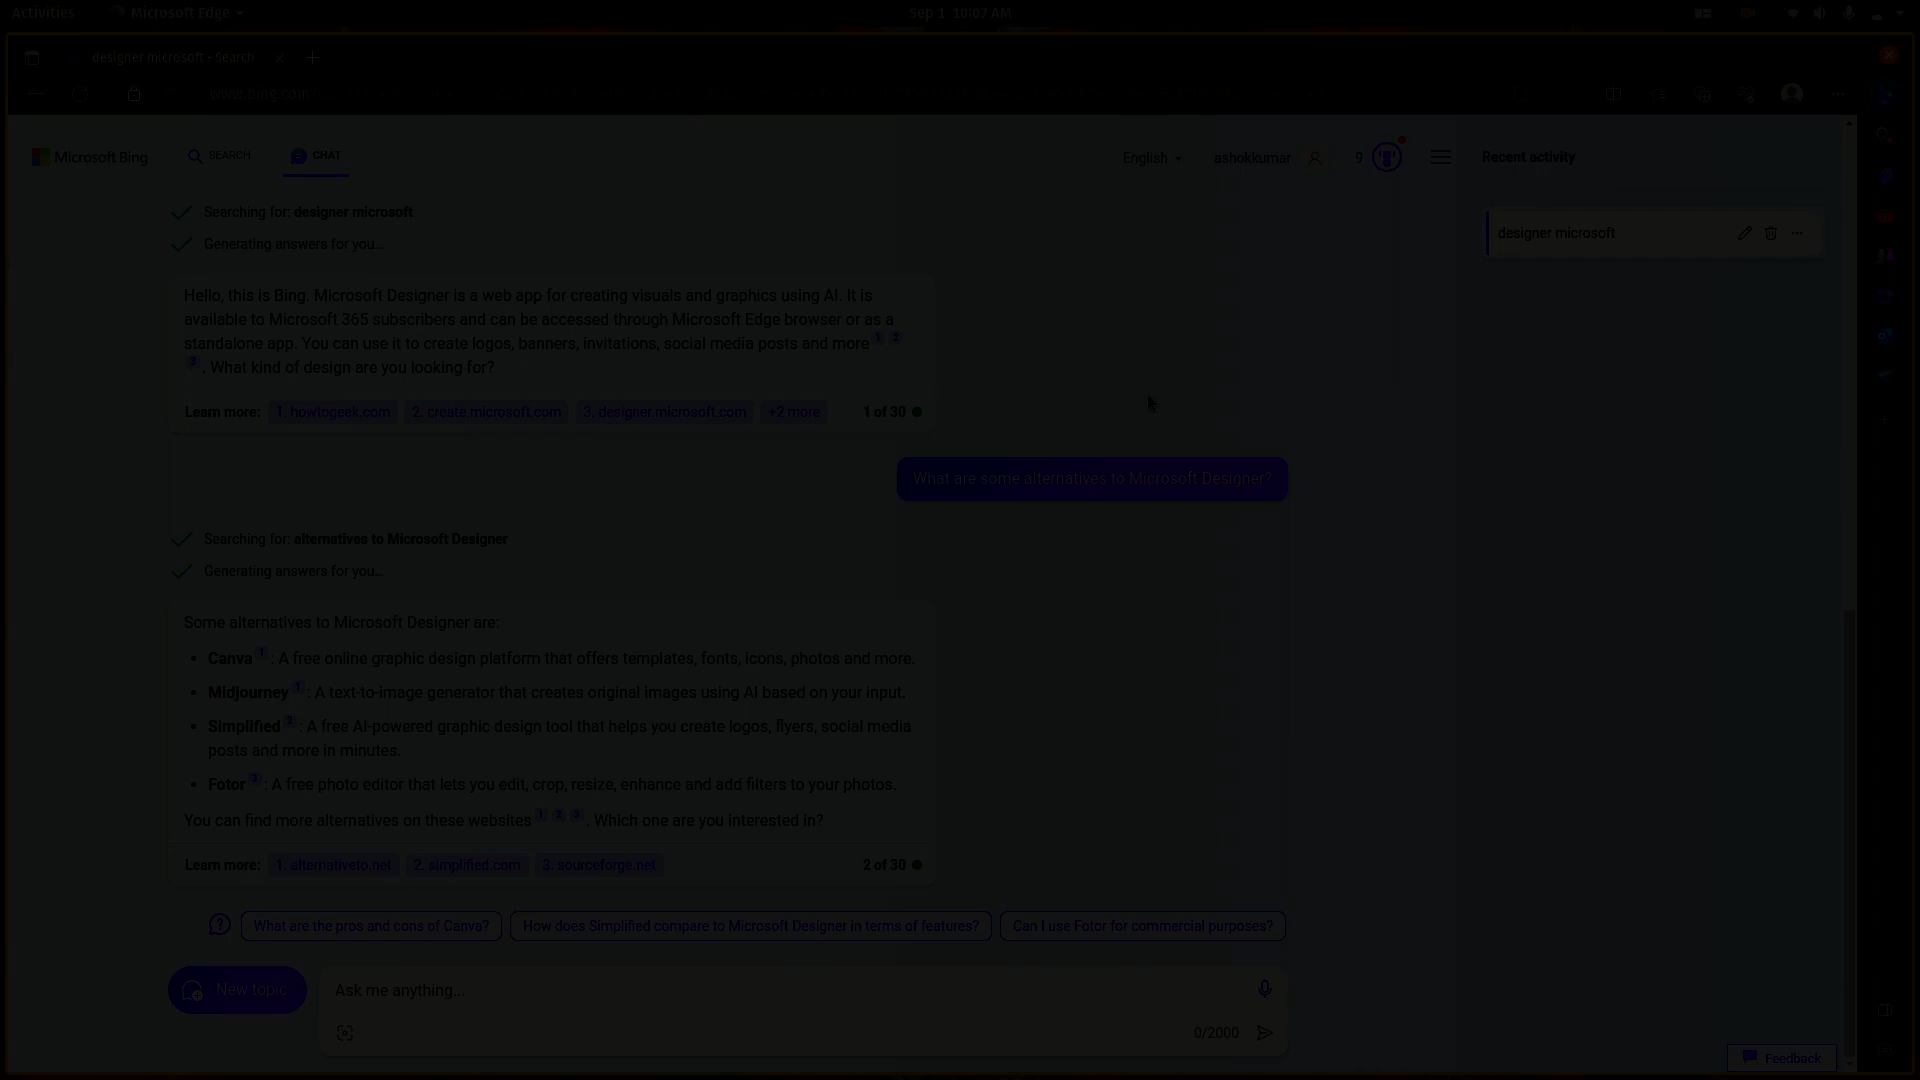 Activities
Microsoft Edge
Sep 1 10:07 AM
designer microsoft - Search
www.bing.com
Microsoft Bing
SEARCH
CHAT
English
ashokkumar
9
Recent activity
designer microsoft
Searching for: designer microsoft
Generating answers for you...
Hello, this is Bing. Microsoft Designer is a web app for creating visuals and graphics using AI. It is
available to Microsoft 365 subscribers and can be accessed through Microsoft Edge browser or as a
standalone app. You can use it to create logos, banners, invitations, social media posts and more 1 2
3 . What kind of design are you looking for?
Learn more: 1. howtogeek.com 2. create.microsoft.com 3. designer.microsoft.com +2 more 1 of 30
What are some alternatives to Microsoft Designer?
Searching for: alternatives to Microsoft Designer
Generating answers for you...
Some alternatives to Microsoft Designer are:
• Canva 1 : A free online graphic design platform that offers templates, fonts, icons, photos and more.
• Midjourney 1 : A text-to-image generator that creates original images using AI based on your input.
• Simplified 2 : A free AI-powered graphic design tool that helps you create logos, flyers, social media
posts and more in minutes.
• Fotor 3 : A free photo editor that lets you edit, crop, resize, enhance and add filters to your photos.
You can find more alternatives on these websites 1 2 3 . Which one are you interested in?
Learn more: 1. alternativeto.net 2. simplified.com 3. sourceforge.net 2 of 30
What are the pros and cons of Canva?
How does Simplified compare to Microsoft Designer in terms of features?
Can I use Fotor for commercial purposes?
New topic
Ask me anything...
0/2000
Feedback